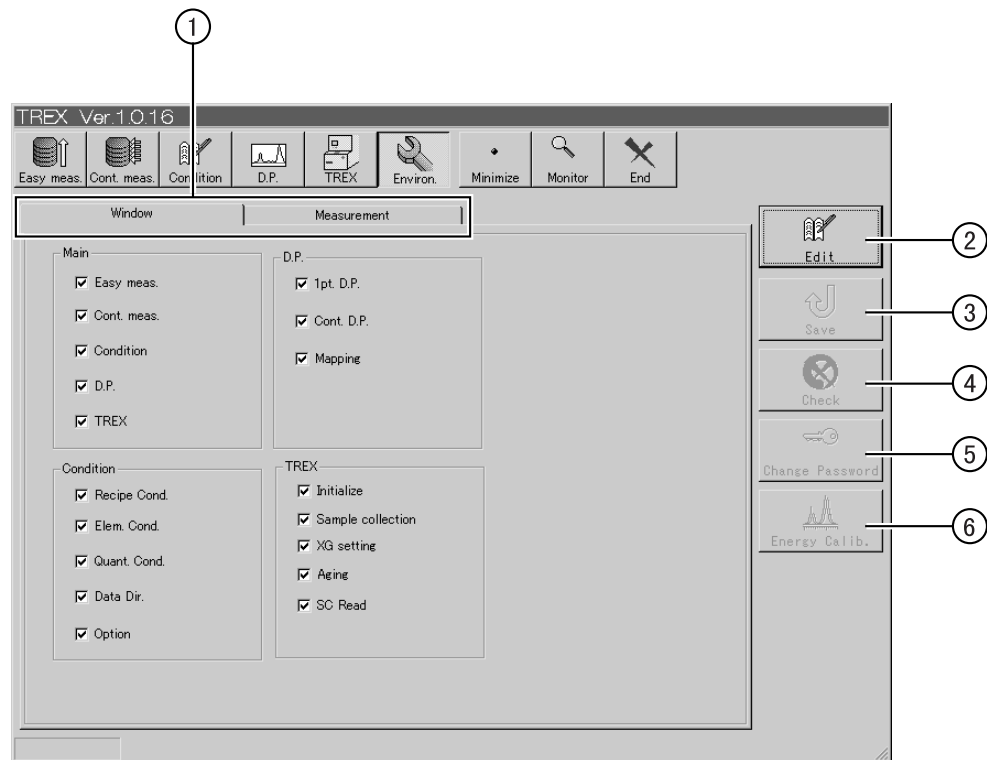 1
TREX Ver.1.0.16
Easy meas. Cont. meas. Condition D.P. TREX Environ. Minimize Monitor End
Window Measurement
Main
Easy meas.
Cont. meas.
Condition
D.P.
TREX
D.P.
1pt. D.P.
Cont. D.P.
Mapping
Condition
Recipe Cond.
Elem. Cond.
Quant. Cond.
Data Dir.
Option
TREX
Initialize
Sample collection
XG setting
Aging
SC Read
Edit
2
Save
3
Check
4
Change Password
5
Energy Calib.
6